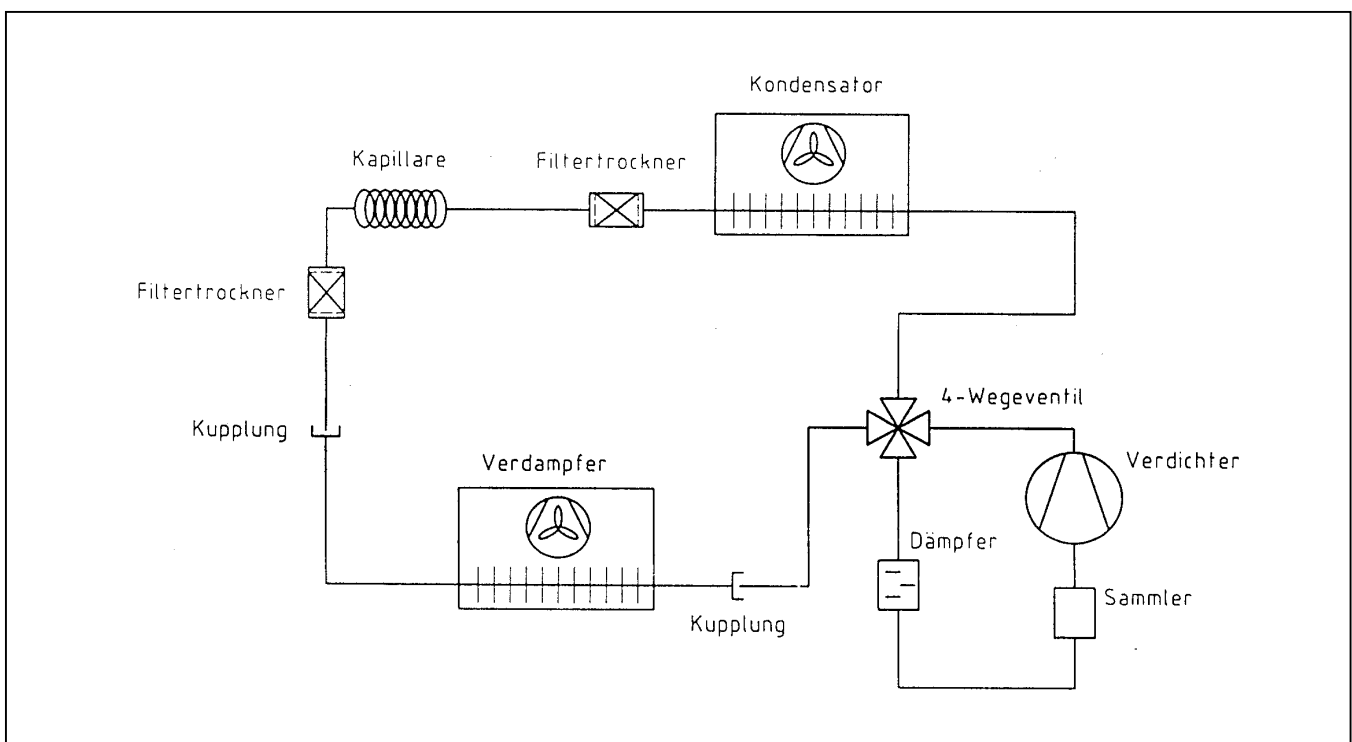 Kondensator
Kapillare
Filtertrockner
Filtertrockner
4-Wegeventil
Kupplung
Verdampfer
Verdichter
Dämpfer
Sammler
Kupplung